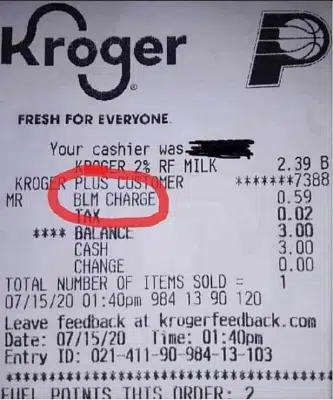 Kroger P
FRESH FOR EVERYONE.
Your cashier was
KROGER 2% RF MILK 2.39 B
KROGER PLUS CUSTOMER *******7388
MR BLM CHARGE 0.59
TAX 0.02
**** BALANCE 3.00
CASH 3.00
CHANGE 0.00
TOTAL NUMBER OF ITEMS SOLD = 1
07/15/20 01:40pm 984 13 90 120
Leave feedback at krogerfeedback.com
Date: 07/15/20 Time: 01:40pm
Entry ID: 021-411-90-984-13-103
FUEL POINTS THIS ORDER: 2